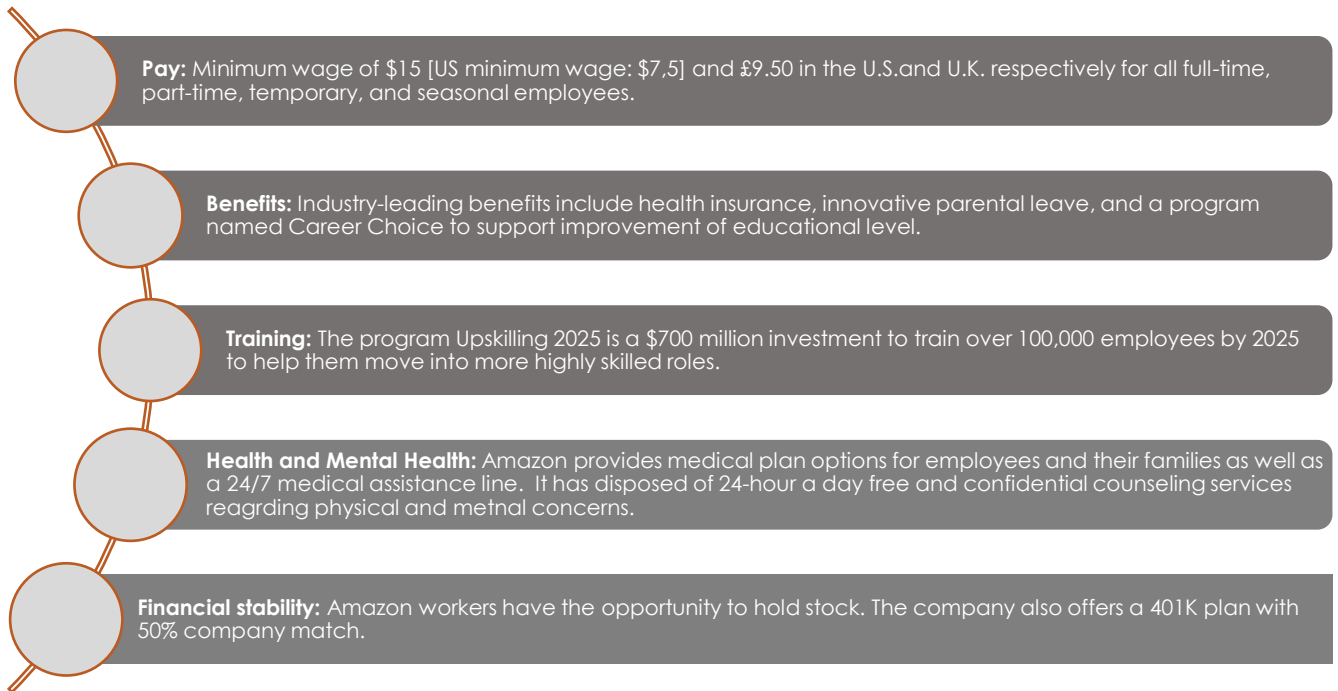 Pay: Minimum wage of $15 [US minimum wage: $7,5] and £9.50 in the U.S.and U.K. respectively for all full-time,
part-time, temporary, and seasonal employees.
Benefits: Industry-leading benefits include health insurance, innovative parental leave, and a program
named Career Choice to support improvement of educational level.
Training: The program Upskilling 2025 is a $700 million investment to train over 100,000 employees by 2025
to help them move into more highly skilled roles.
Health and Mental Health: Amazon provides medical plan options for employees and their families as well as
a 24/7 medical assistance line.  It has disposed of 24-hour a day free and confidential counseling services
reagrding physical and metnal concerns.
Financial stability: Amazon workers have the opportunity to hold stock. The company also offers a 401K plan with
50% company match.